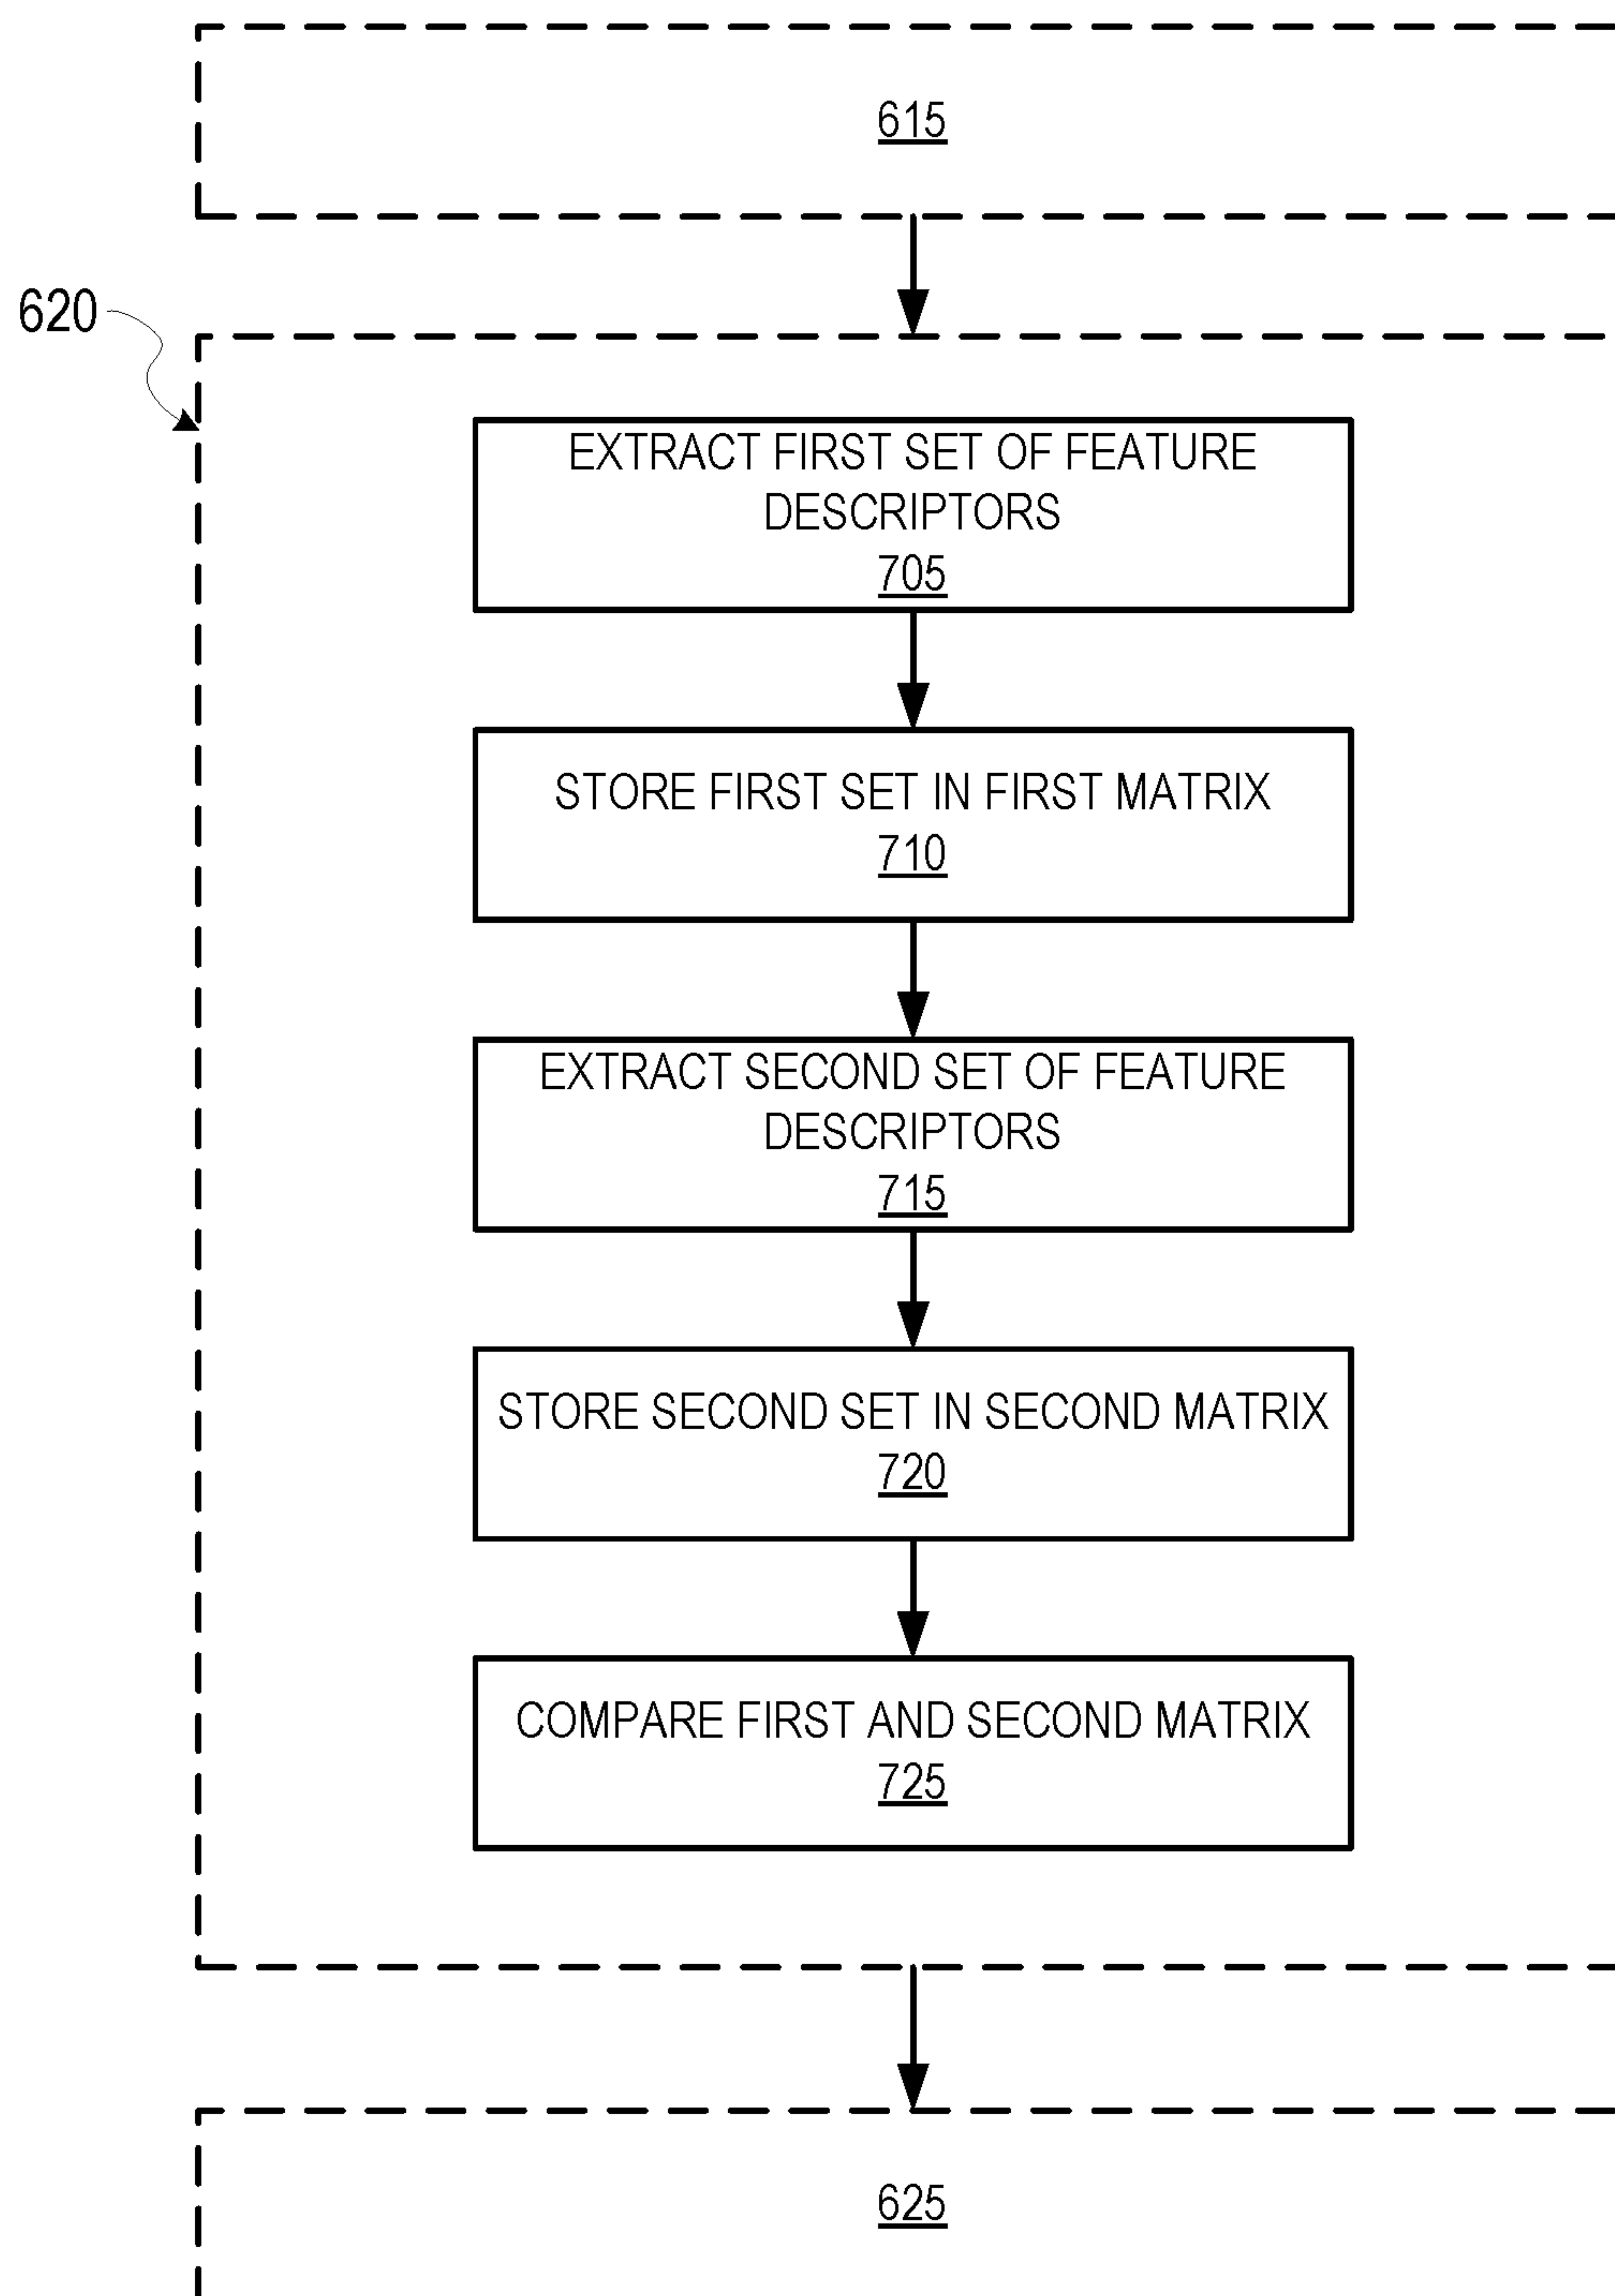 615
620
EXTRACT FIRST SET OF FEATURE
DESCRIPTORS
705
STORE FIRST SET IN FIRST MATRIX
710
EXTRACT SECOND SET OF FEATURE
DESCRIPTORS
715
STORE SECOND SET IN SECOND MATRIX
720
COMPARE FIRST AND SECOND MATRIX
725
625